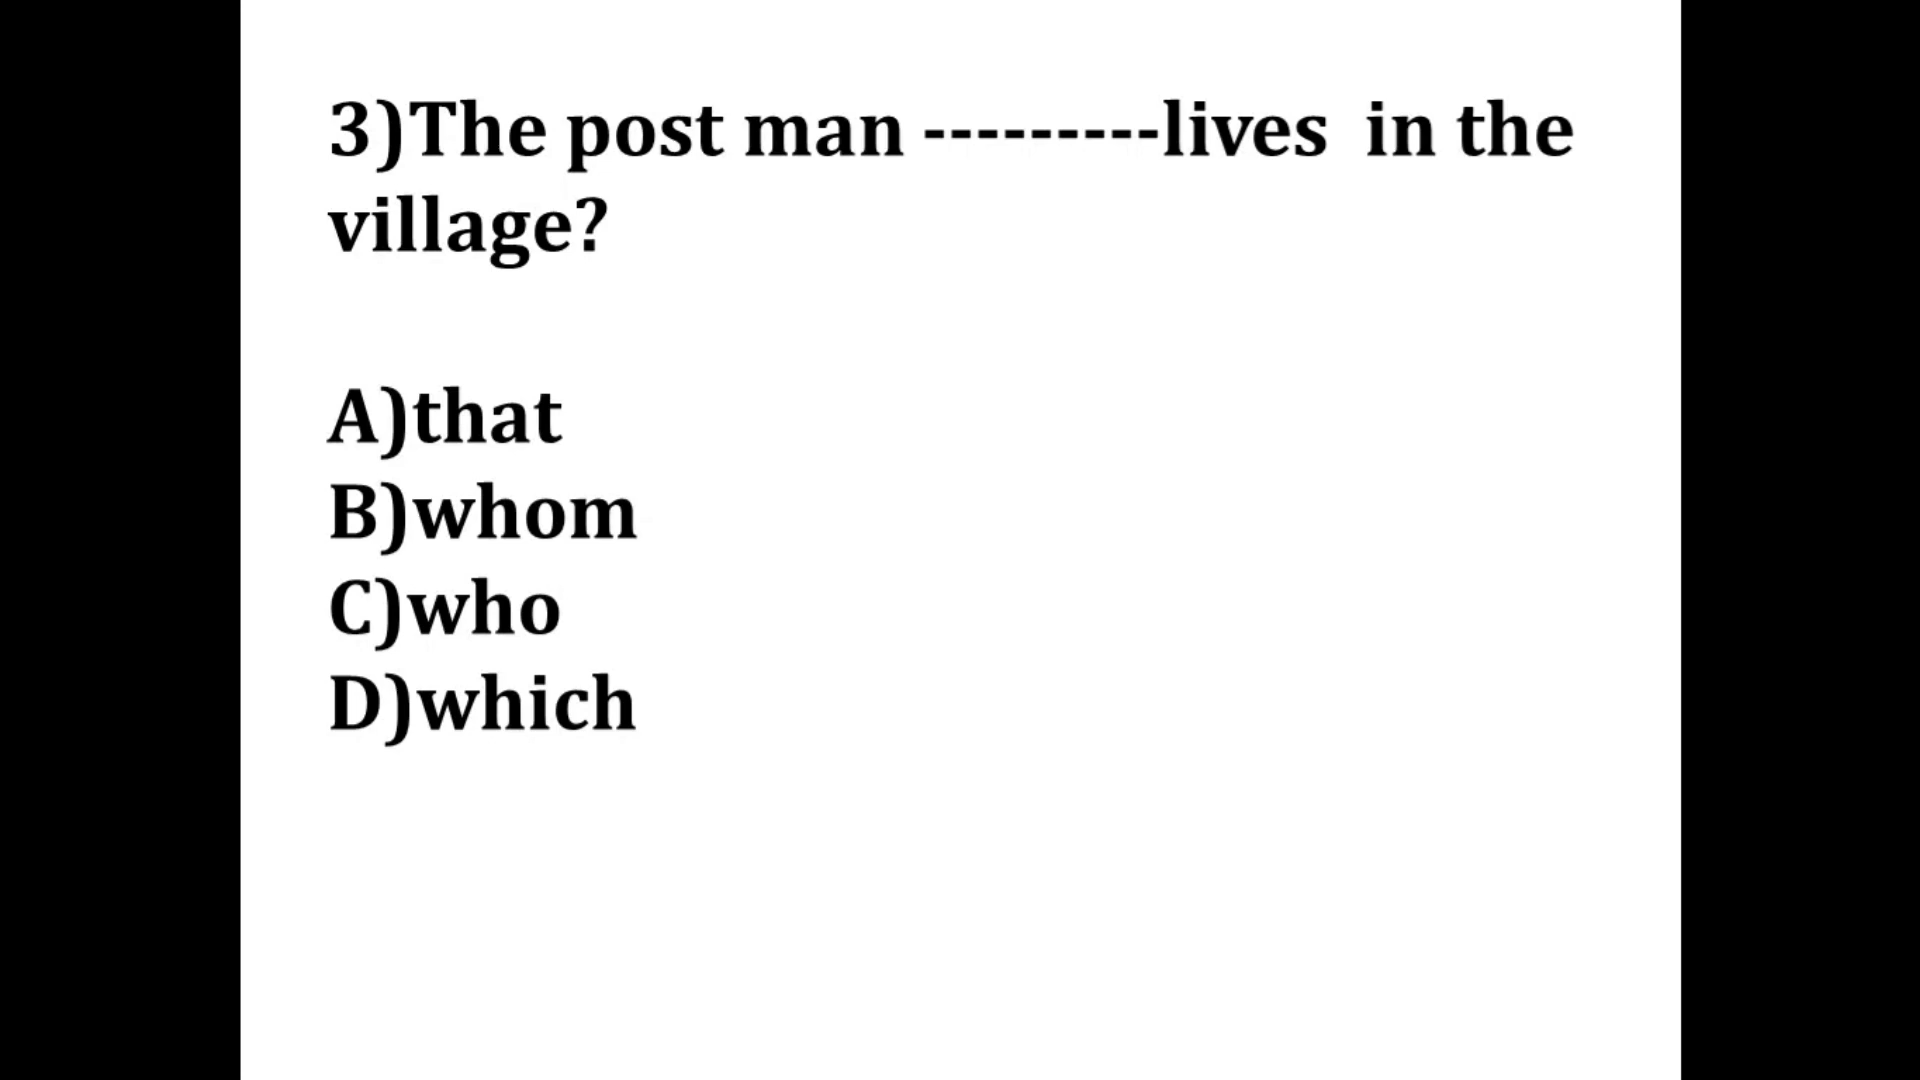 3)The post man ---------lives  in the
village?
A)that
B)whom
C)who
D)which